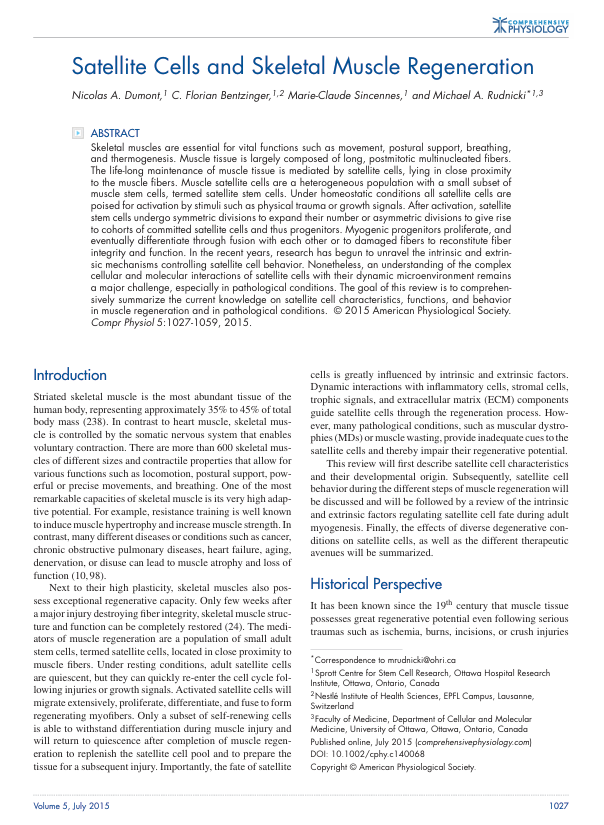 COMPREHENSIVE
PHYSIOLOGY
Satellite Cells and Skeletal Muscle Regeneration
Nicolas A. Dumont,1 C. Florian Bentzinger,1,2 Marie-Claude Sincennes,1 and Michael A. Rudnicki*1,3
ABSTRACT
Skeletal muscles are essential for vital functions such as movement, postural support, breathing,
and thermogenesis. Muscle tissue is largely composed of long, postmitotic multinucleated fibers.
The life-long maintenance of muscle tissue is mediated by satellite cells, lying in close proximity
to the muscle fibers. Muscle satellite cells are a heterogeneous population with a small subset of
muscle stem cells, termed satellite stem cells. Under homeostatic conditions all satellite cells are
poised for activation by stimuli such as physical trauma or growth signals. After activation, satellite
stem cells undergo symmetric divisions to expand their number or asymmetric divisions to give rise
to cohorts of committed satellite cells and thus progenitors. Myogenic progenitors proliferate, and
eventually differentiate through fusion with each other or to damaged fibers to reconstitute fiber
integrity and function. In the recent years, research has begun to unravel the intrinsic and extrin-
sic mechanisms controlling satellite cell behavior. Nonetheless, an understanding of the complex
cellular and molecular interactions of satellite cells with their dynamic microenvironment remains
a major challenge, especially in pathological conditions. The goal of this review is to comprehen-
sively summarize the current knowledge on satellite cell characteristics, functions, and behavior
in muscle regeneration and in pathological conditions. © 2015 American Physiological Society.
Compr Physiol 5:1027-1059, 2015.
Introduction
Striated skeletal muscle is the most abundant tissue of the
human body, representing approximately 35% to 45% of total
body mass (238). In contrast to heart muscle, skeletal mus-
cle is controlled by the somatic nervous system that enables
voluntary contraction. There are more than 600 skeletal mus-
cles of different sizes and contractile properties that allow for
various functions such as locomotion, postural support, pow-
erful or precise movements, and breathing. One of the most
remarkable capacities of skeletal muscle is its very high adap-
tive potential. For example, resistance training is well known
to induce muscle hypertrophy and increase muscle strength. In
contrast, many different diseases or conditions such as cancer,
chronic obstructive pulmonary diseases, heart failure, aging,
denervation, or disuse can lead to muscle atrophy and loss of
function (10,98).
Next to their high plasticity, skeletal muscles also pos-
sess exceptional regenerative capacity. Only few weeks after
a major injury destroying fiber integrity, skeletal muscle struc-
ture and function can be completely restored (24). The medi-
ators of muscle regeneration are a population of small adult
stem cells, termed satellite cells, located in close proximity to
muscle fibers. Under resting conditions, adult satellite cells
are quiescent, but they can quickly re-enter the cell cycle fol-
lowing injuries or growth signals. Activated satellite cells will
migrate extensively, proliferate, differentiate, and fuse to form
regenerating myofibers. Only a subset of self-renewing cells
is able to withstand differentiation during muscle injury and
will return to quiescence after completion of muscle regen-
eration to replenish the satellite cell pool and to prepare the
tissue for a subsequent injury. Importantly, the fate of satellite
cells is greatly influenced by intrinsic and extrinsic factors.
Dynamic interactions with inflammatory cells, stromal cells,
trophic signals, and extracellular matrix (ECM) components
guide satellite cells through the regeneration process. How-
ever, many pathological conditions, such as muscular dystro-
phies (MDs) or muscle wasting, provide inadequate cues to the
satellite cells and thereby impair their regenerative potential.
This review will first describe satellite cell characteristics
and their developmental origin. Subsequently, satellite cell
behavior during the different steps of muscle regeneration will
be discussed and will be followed by a review of the intrinsic
and extrinsic factors regulating satellite cell fate during adult
myogenesis. Finally, the effects of diverse degenerative con-
ditions on satellite cells, as well as the different therapeutic
avenues will be summarized.
Historical Perspective
It has been known since the 19th century that muscle tissue
possesses great regenerative potential even following serious
traumas such as ischemia, burns, incisions, or crush injuries
*Correspondence to mrudnicki@ohri.ca
1Sprott Centre for Stem Cell Research, Ottawa Hospital Research
Institute, Ottawa, Ontario, Canada
2Nestlé Institute of Health Sciences, EPFL Campus, Lausanne,
Switzerland
3Faculty of Medicine, Department of Cellular and Molecular
Medicine, University of Ottawa, Ottawa, Ontario, Canada
Published online, July 2015 (comprehensivephysiology.com)
DOI: 10.1002/cphy.c140068
Copyright © American Physiological Society.
Volume 5, July 2015
1027